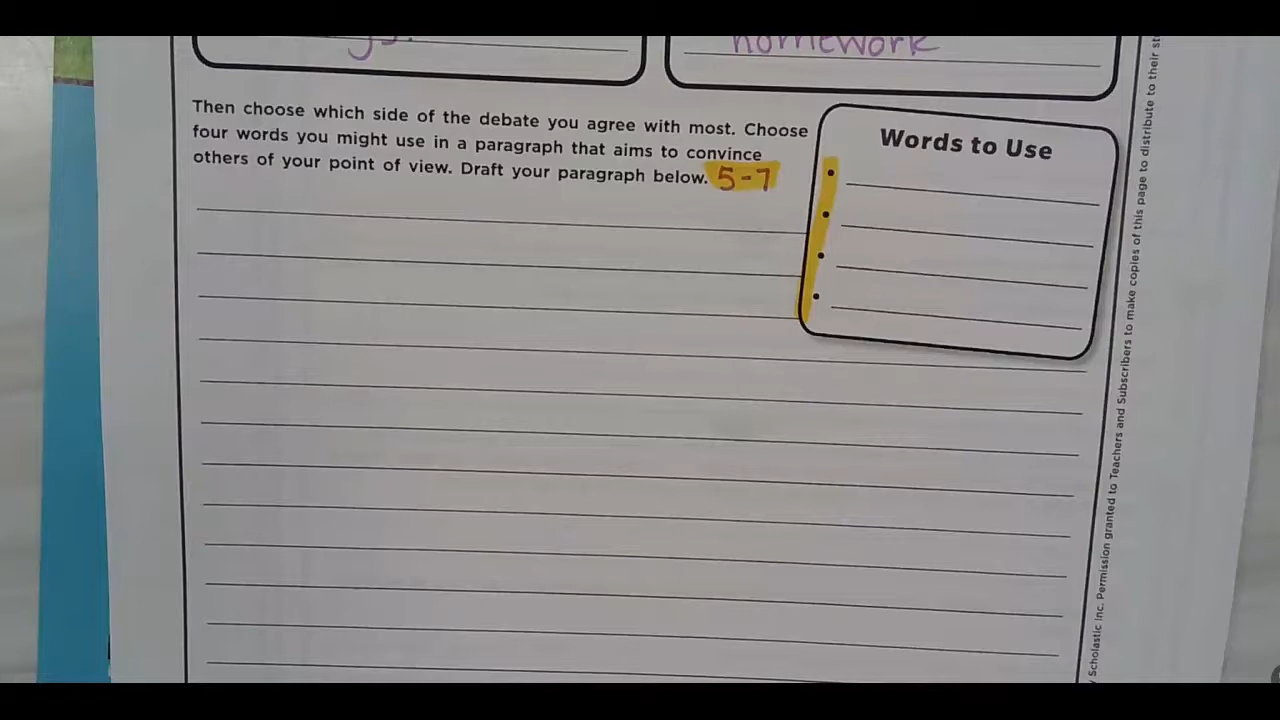 homework
Then choose which side of the debate you agree with most. Choose
four words you might use in a paragraph that aims to convince
others of your point of view. Draft your paragraph below. 5-7
Words to Use
Scholastic Inc. Permission granted to Teachers and Subscribers to make copies of this page to distribute to their